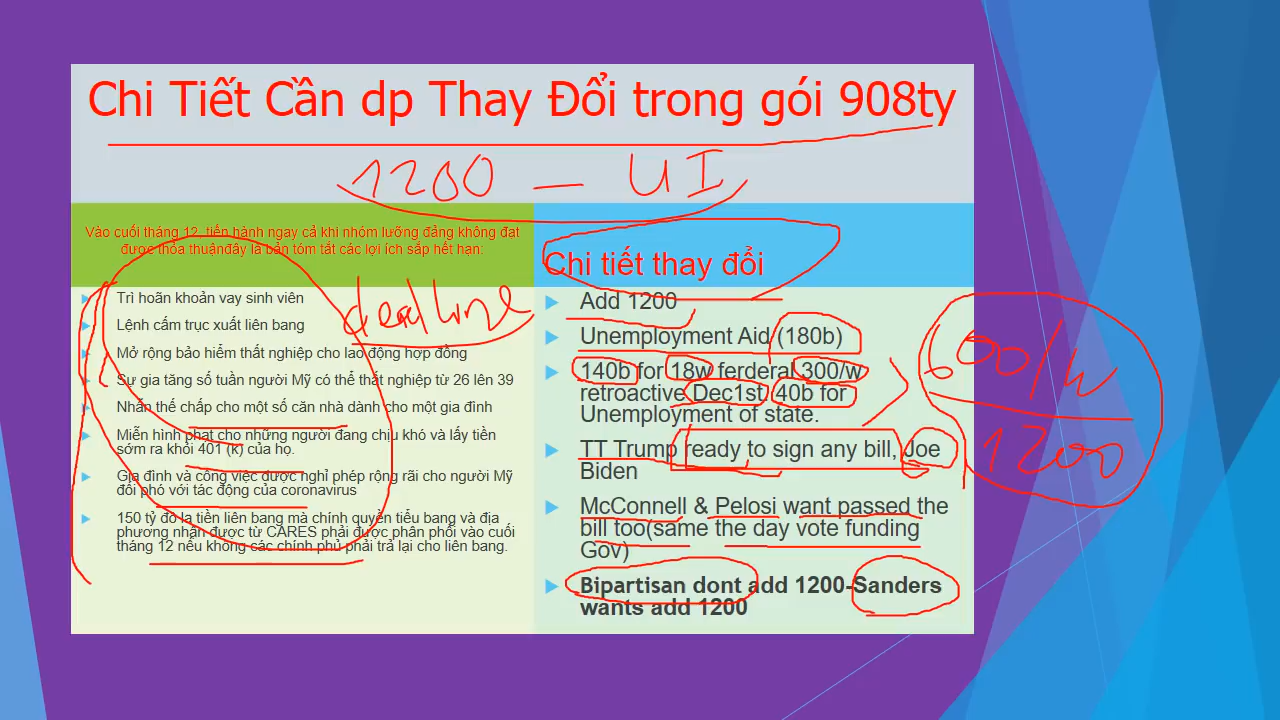 Chi Tiết Cần dp Thay Đổi trong gói 908ty
1200 – UI
Vào cuối tháng 12, tiến hành ngay cả khi nhóm lưỡng đảng không đạt
được thỏa thuậnđây là bản tóm tắt các lợi ích sắp hết hạn:
deadline
Trì hoãn khoản vay sinh viên
Lệnh cấm trục xuất liên bang
Mở rộng bảo hiểm thất nghiệp cho lao động hợp đồng
Sự gia tăng số tuần người Mỹ có thể thất nghiệp từ 26 lên 39
Nhẫn thế chấp cho một số căn nhà dành cho một gia đình
Miễn hình phạt cho những người đang chịu khó và lấy tiền
sớm ra khỏi 401 (k) của họ.
Gia đình và công việc được nghỉ phép rộng rãi cho người Mỹ
đối phó với tác động của coronavirus
150 tỷ đô la tiền liên bang mà chính quyền tiểu bang và địa
phương nhận được từ CARES phải được phân phối vào cuối
tháng 12 nếu không các chính phủ phải trả lại cho liên bang.
Chi tiết thay đổi
Add 1200
Unemployment Aid (180b)
140b for 18w ferderal 300/w
retroactive Dec1st, 40b for
Unemployment of state.
TT Trump ready to sign any bill, Joe
Biden
McConnell & Pelosi want passed the
bill too(same the day vote funding
Gov)
Bipartisan dont add 1200-Sanders
wants add 1200
600/w
1200